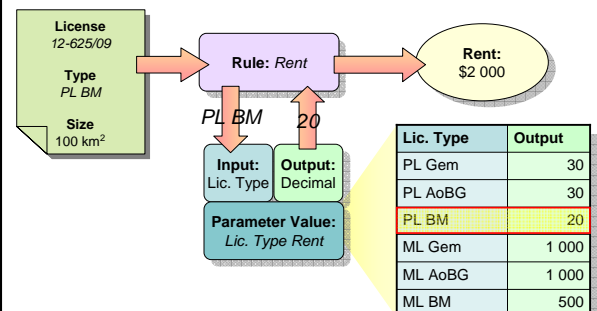 License
12-625/09
Type
PL BM
Size
100 km²
Rule: Rent
Rent:
$2 000
PL BM
20
Input:
Lic. Type
Output:
Decimal
Parameter Value:
Lic. Type Rent
Lic. Type Output
PL Gem 30
PL AoBG 30
PL BM 20
ML Gem 1 000
ML AoBG 1 000
ML BM 500